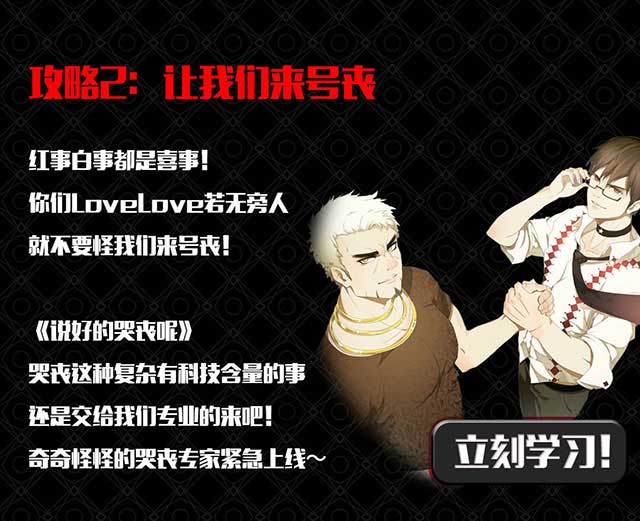 攻略2：让我们来号丧
红事白事都是喜事！
你们LoveLove若无旁人
就不要怪我们来号丧！
《说好的哭丧呢》
哭丧这种复杂有科技含量的事
还是交给我们专业的来吧！
奇奇怪怪的哭丧专家紧急上线～
立刻学习！